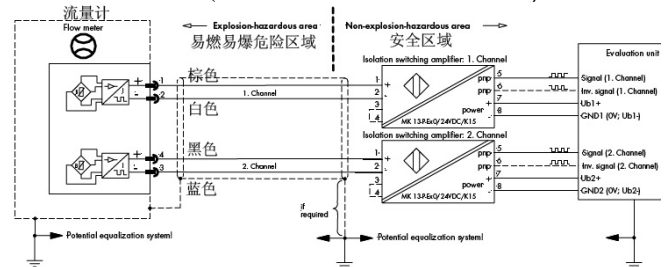 流量计
Flow meter
Explosion-hazardous area
易燃易爆危险区域
Non-explosion-hazardous area
安全区域
Evaluation unit
Isolation switching amplifier: 1. Channel
+ 1 棕色
- 2 白色
1. Channel
1 +
2 -
3
4
MK 13-P-Ex0/24VDC/K15
pnp 5
pnp 6
power + 7
- 8
Signal (1. Channel)
Inv. signal (1. Channel)
Ub1+
GND1 (0V; Ub1-)
Isolation switching amplifier: 2. Channel
+ 4 黑色
- 3 蓝色
2. Channel
1 +
2 -
3
4
MK 13-P-Ex0/24VDC/K15
pnp 5
pnp 6
power + 7
- 8
Signal (2. Channel)
Inv. signal (2. Channel)
Ub2+
GND2 (0V; Ub2-)
if
required
Potential equalization system!
Potential equalization system!